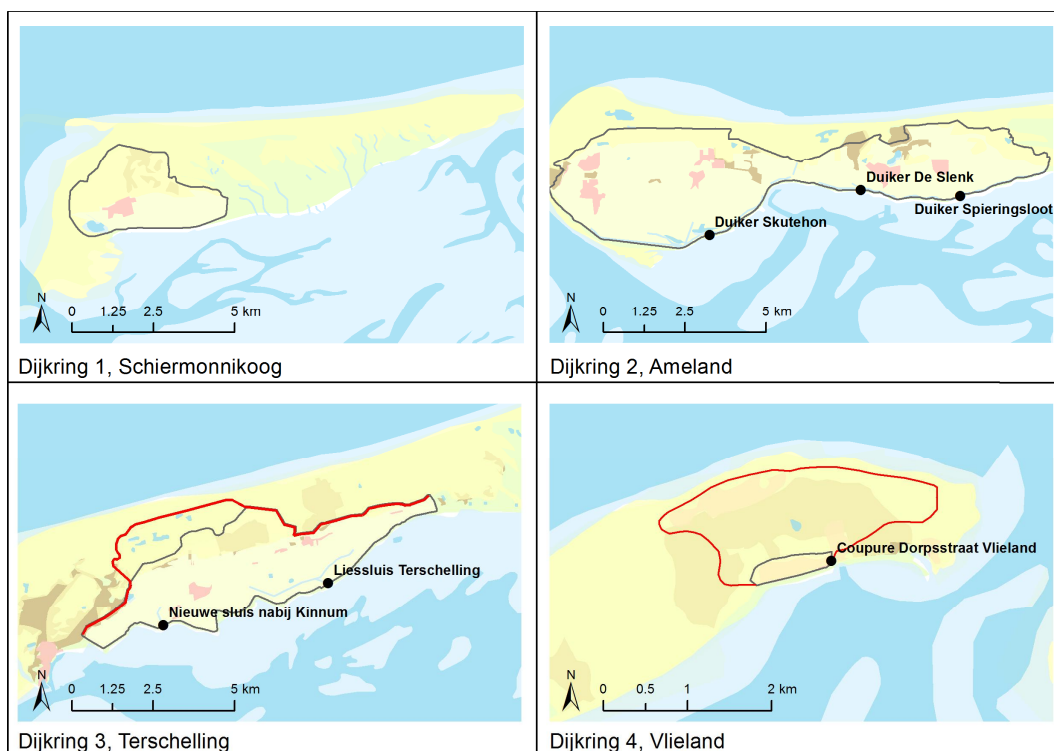 N
0 1.25 2.5 5 km
Dijkring 1, Schiermonnikoog
Duiker De Slenk
Duiker Spieringsloot
Duiker Skutehon
N
0 1.25 2.5 5 km
Dijkring 2, Ameland
Liessluis Terschelling
Nieuwe sluis nabij Kinnum
N
0 1.25 2.5 5 km
Dijkring 3, Terschelling
Coupure Dorpsstraat Vlieland
N
0 0.5 1 2 km
Dijkring 4, Vlieland